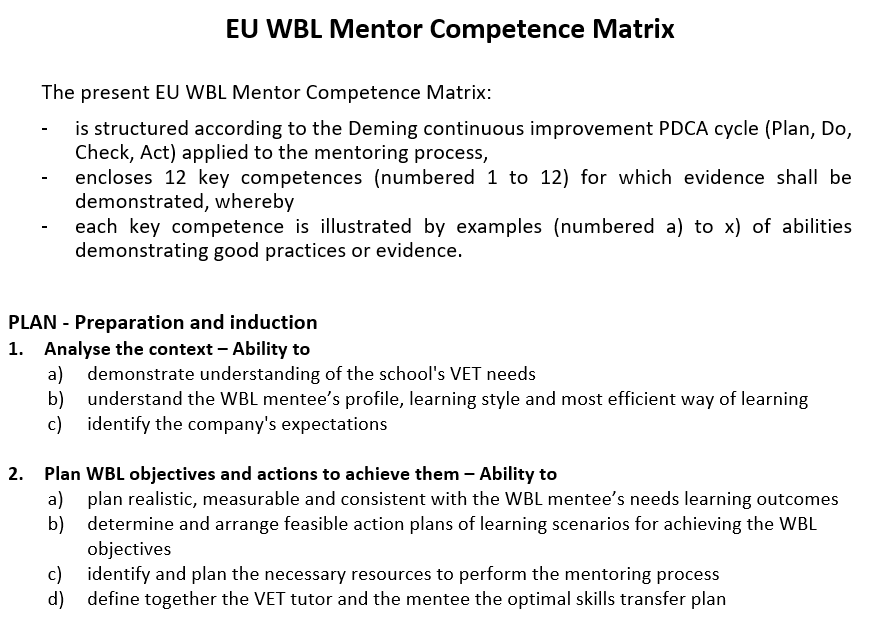 EU WBL Mentor Competence Matrix
The present EU WBL Mentor Competence Matrix:
- is structured according to the Deming continuous improvement PDCA cycle (Plan, Do,
Check, Act) applied to the mentoring process,
- encloses 12 key competences (numbered 1 to 12) for which evidence shall be
demonstrated, whereby
- each key competence is illustrated by examples (numbered a) to x) of abilities
demonstrating good practices or evidence.
PLAN - Preparation and induction
1. Analyse the context – Ability to
a) demonstrate understanding of the school's VET needs
b) understand the WBL mentee’s profile, learning style and most efficient way of learning
c) identify the company's expectations
2. Plan WBL objectives and actions to achieve them – Ability to
a) plan realistic, measurable and consistent with the WBL mentee’s needs learning outcomes
b) determine and arrange feasible action plans of learning scenarios for achieving the WBL
objectives
c) identify and plan the necessary resources to perform the mentoring process
d) define together the VET tutor and the mentee the optimal skills transfer plan